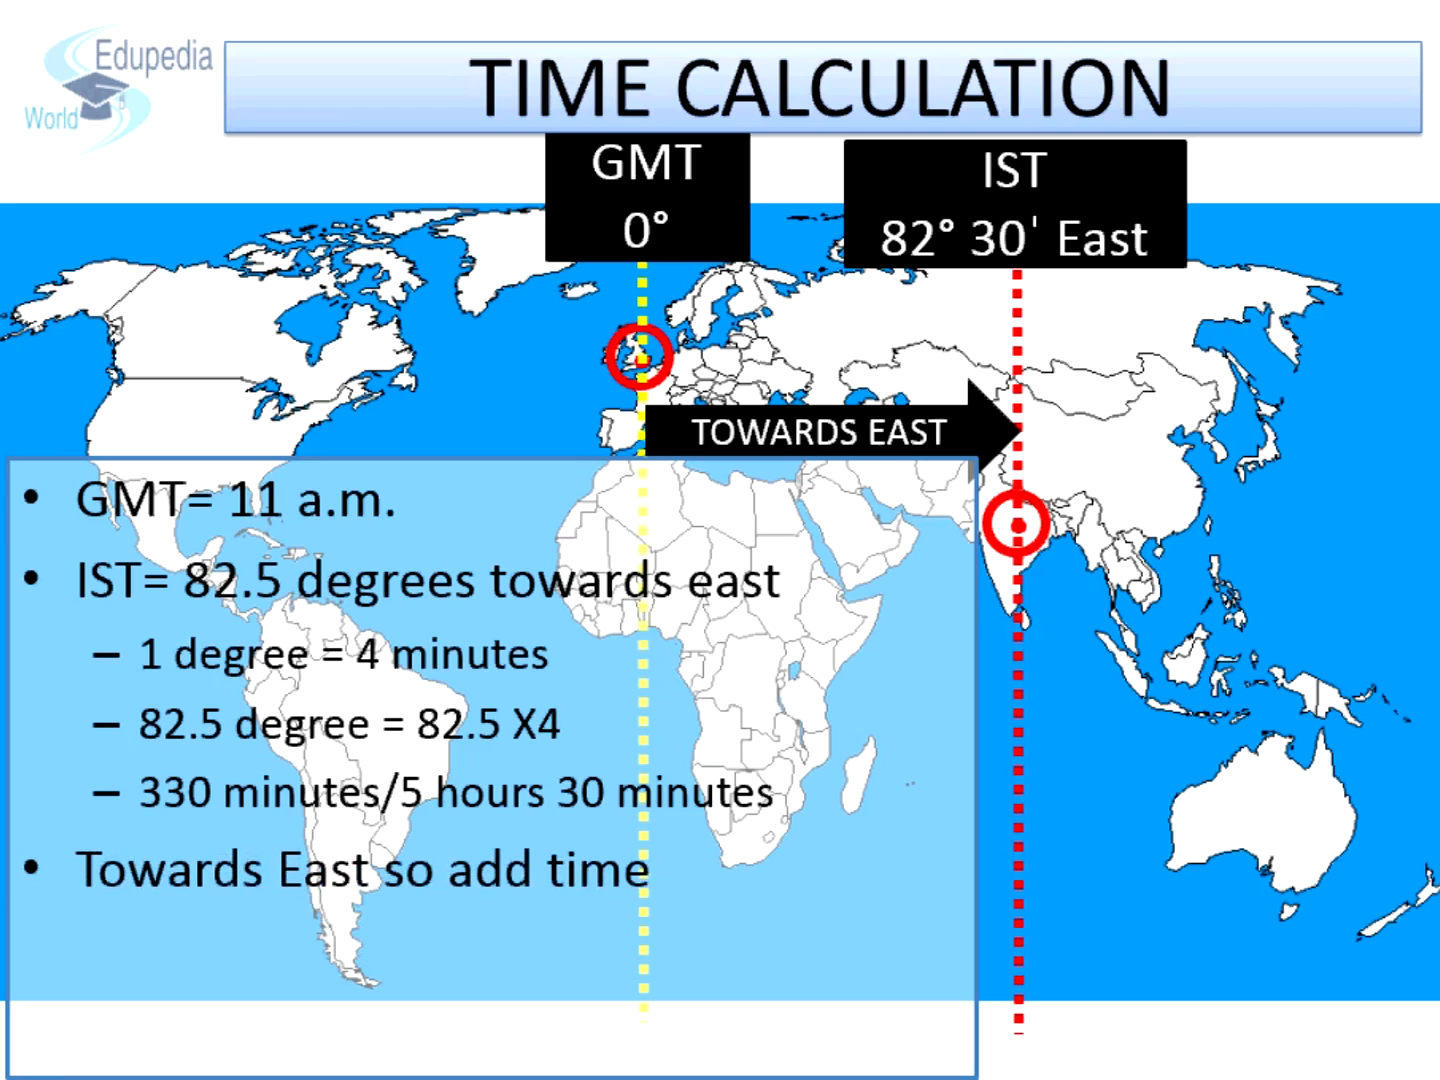 Edupedia
World
TIME CALCULATION
GMT
0°
IST
82° 30' East
TOWARDS EAST
• GMT= 11 a.m.
• IST= 82.5 degrees towards east
– 1 degree = 4 minutes
– 82.5 degree = 82.5 X4
– 330 minutes/5 hours 30 minutes
• Towards East so add time